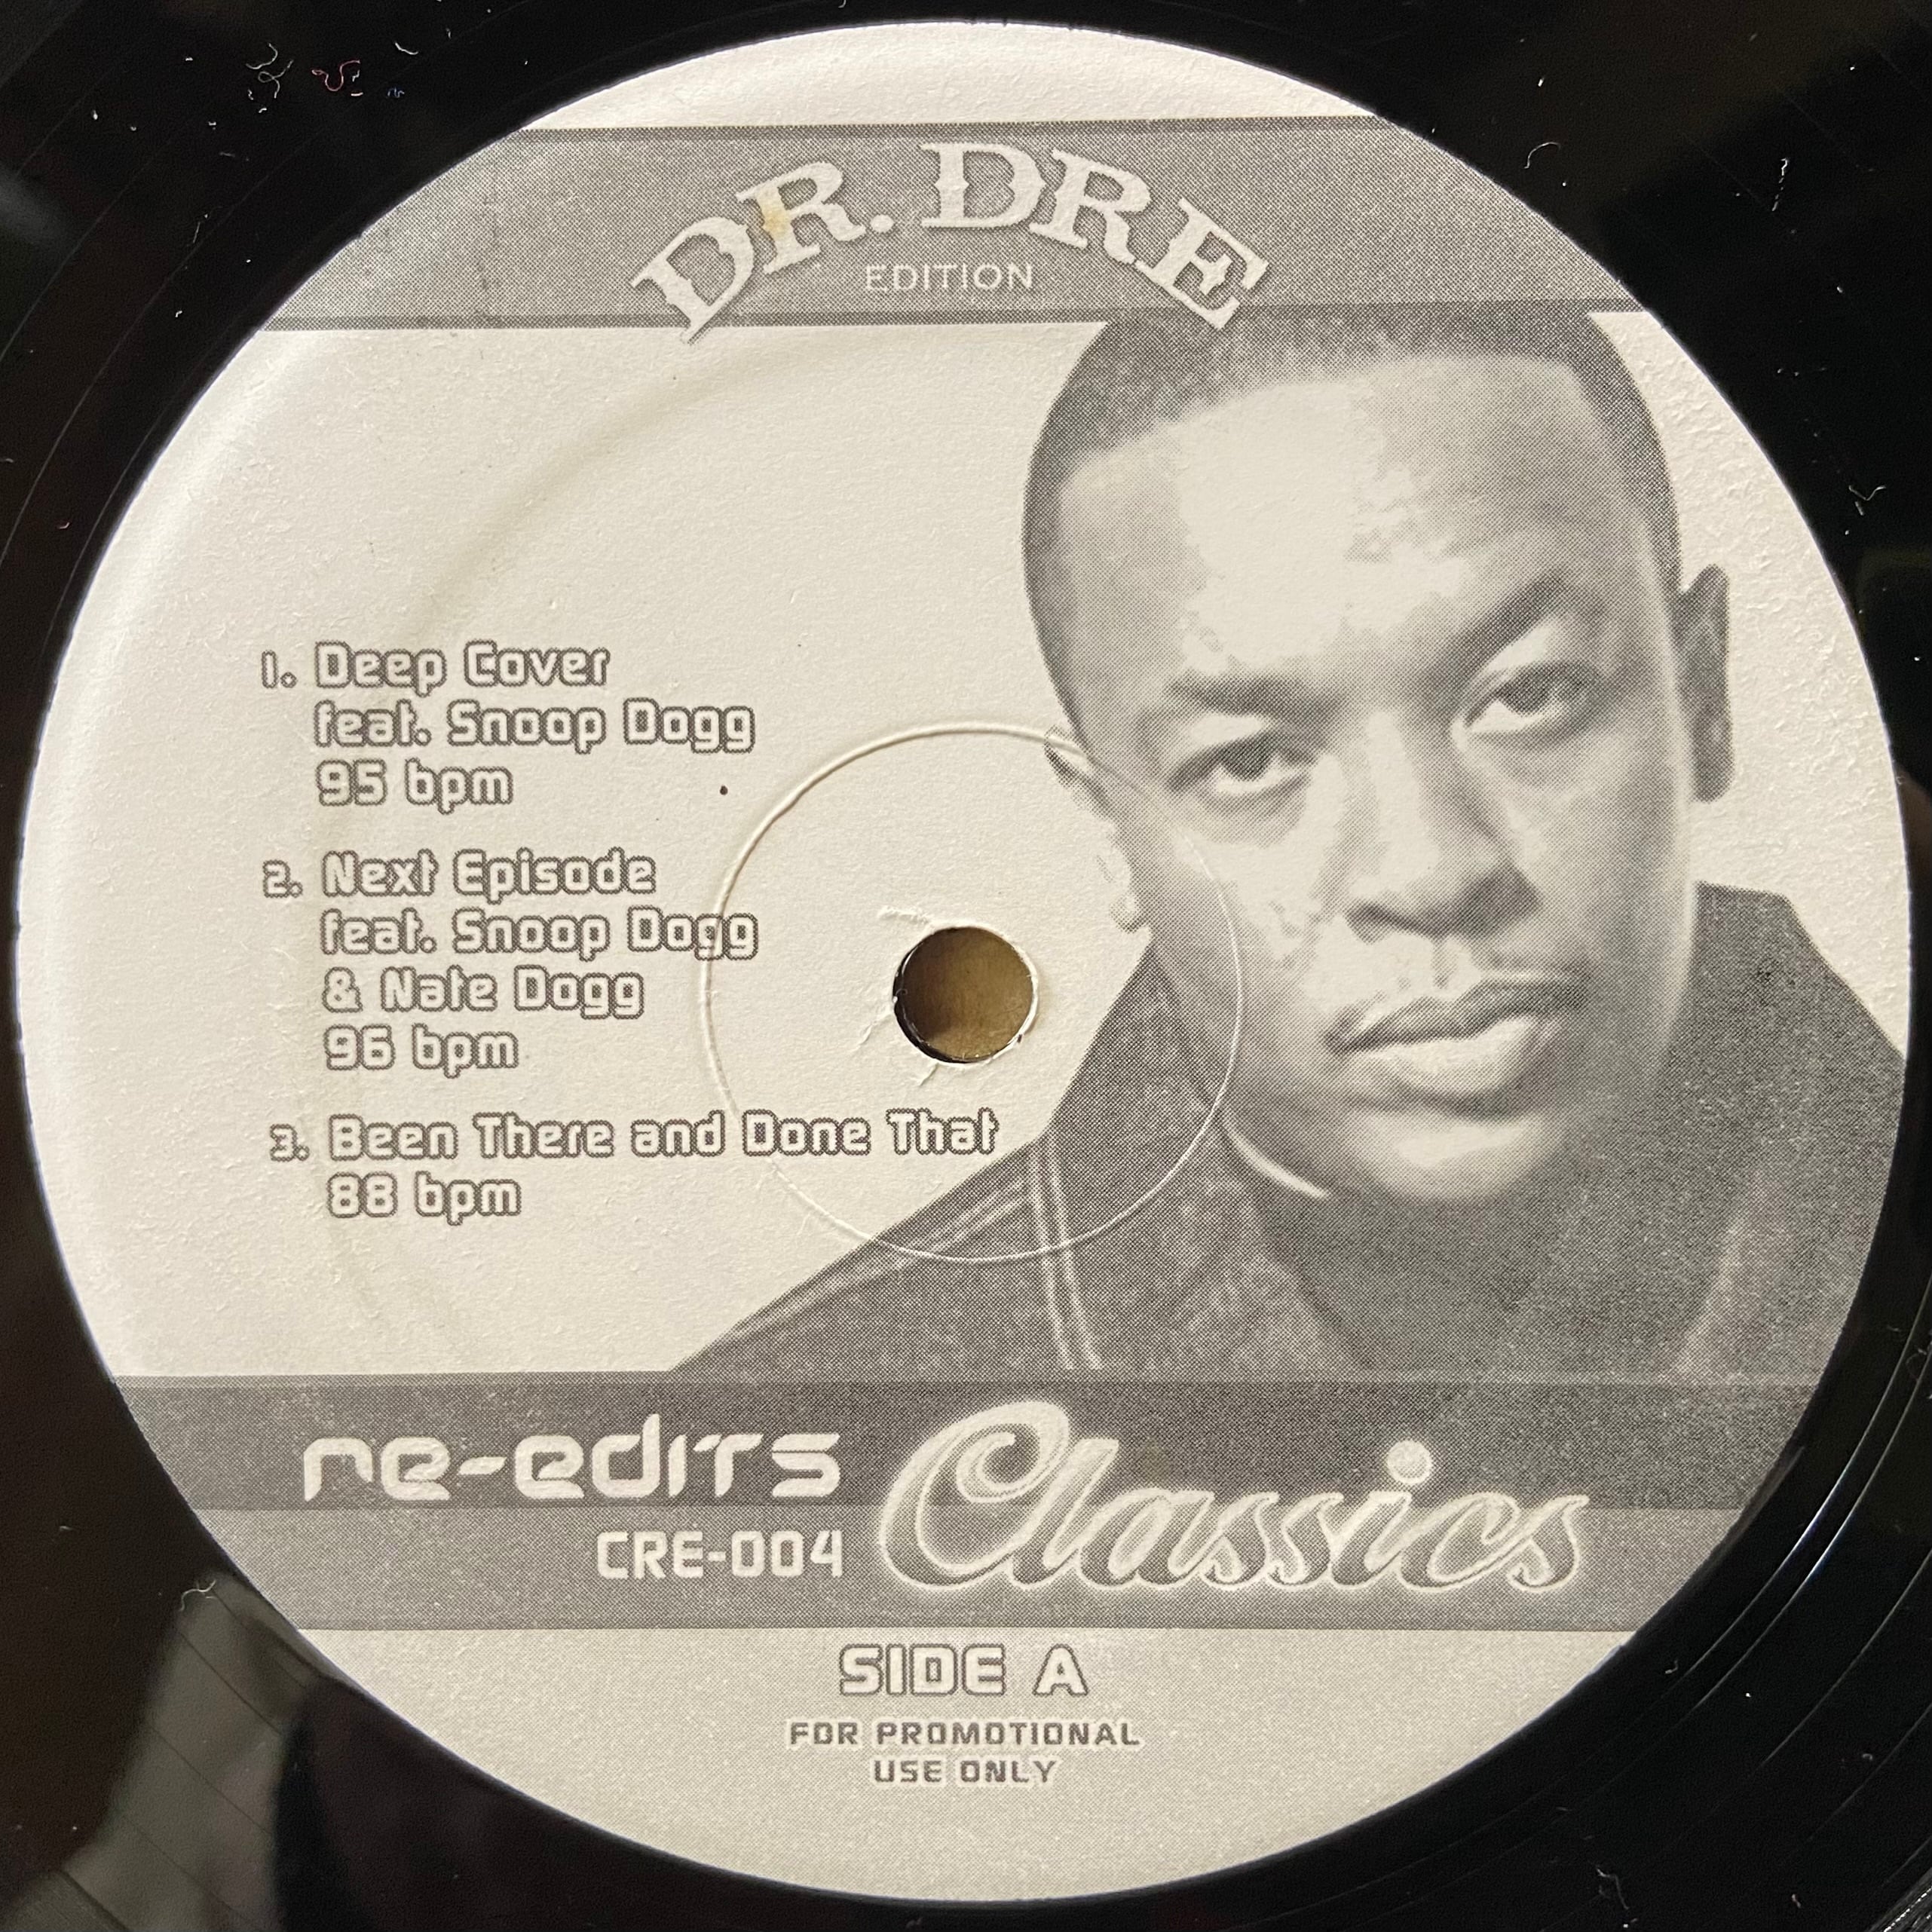 DR. DRE
EDITION
1. Deep Cover
feat. Snoop Dogg
95 bpm
2. Next Episode
feat. Snoop Dogg
& Nate Dogg
96 bpm
3. Been There and Done That
88 bpm
re-edits Classics
CRE-004
SIDE A
FOR PROMOTIONAL
USE ONLY